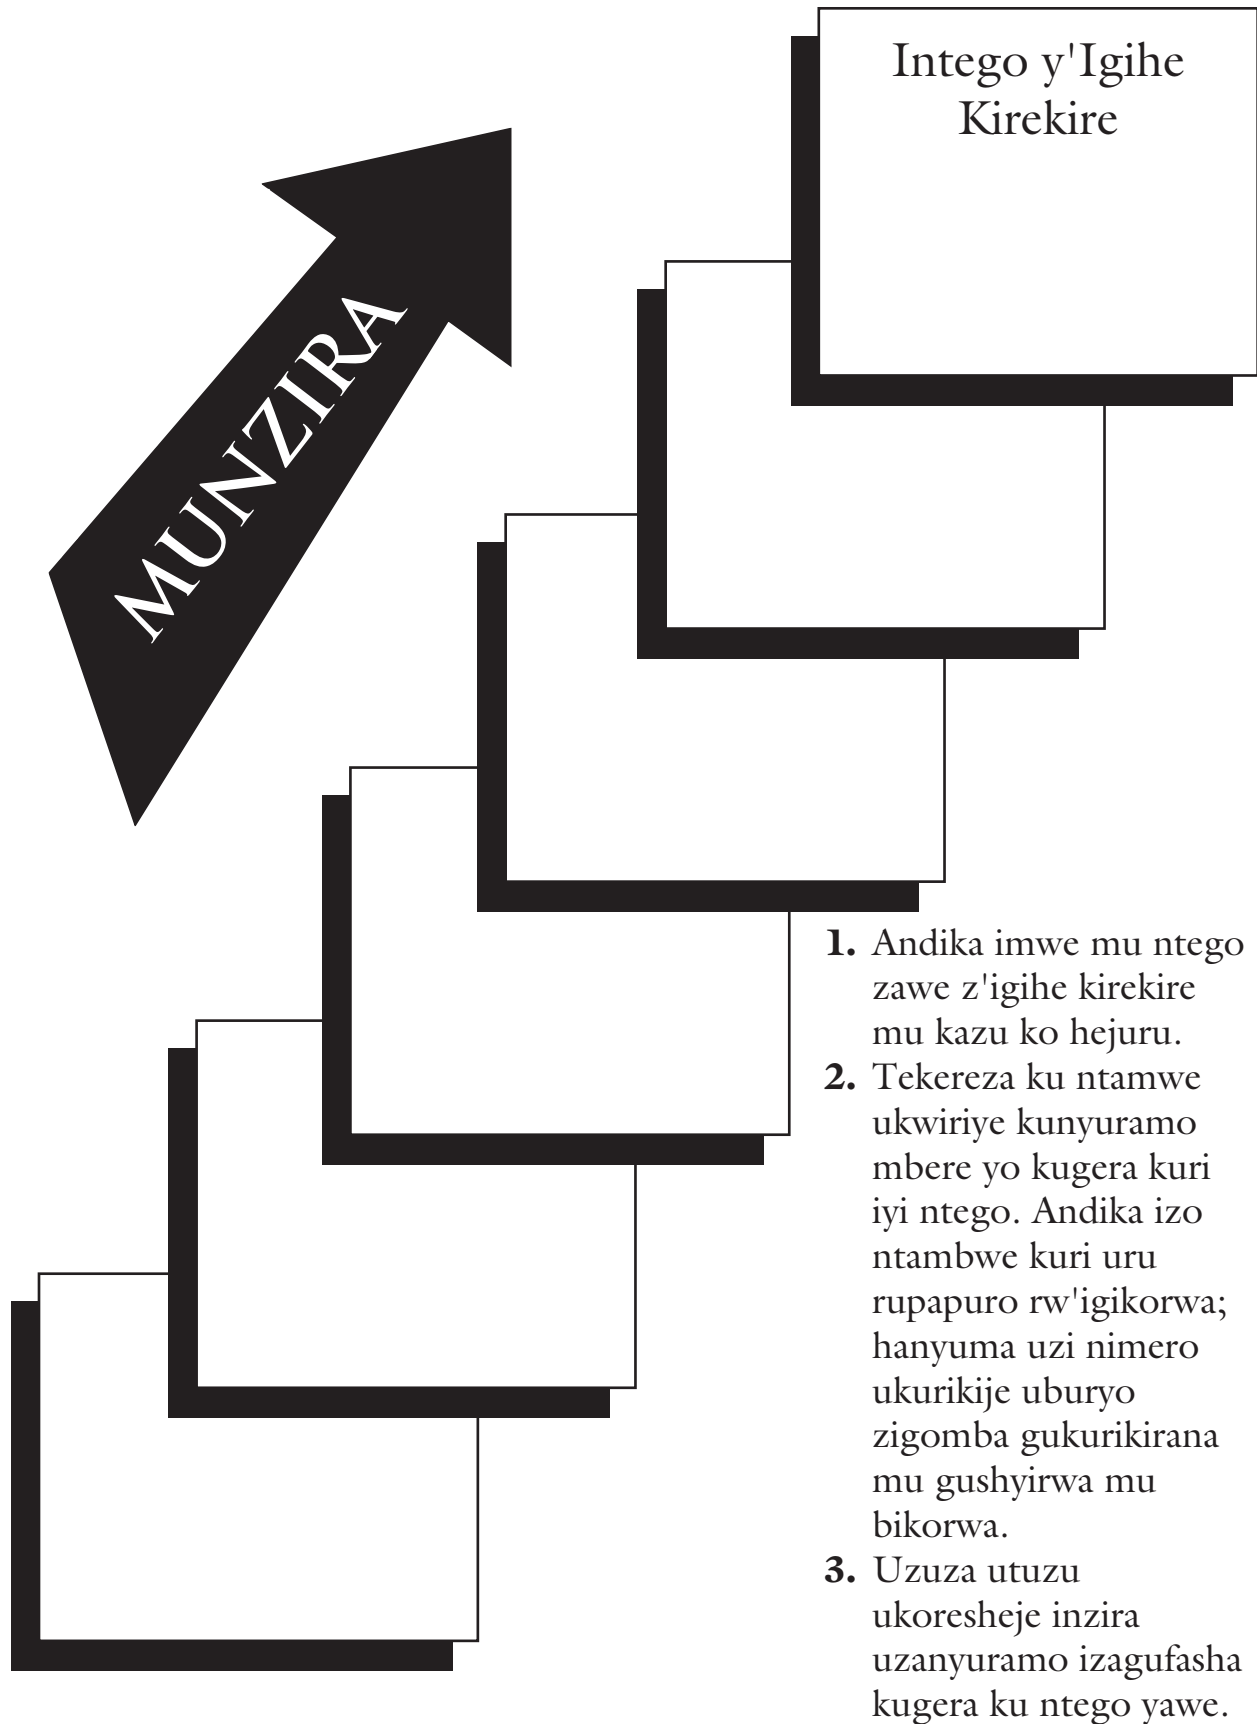 Intego y'Igihe
Kirekire
MUNZIRA
1. Andika imwe mu ntego
zawe z'igihe kirekire
mu kazu ko hejuru.
2. Tekereza ku ntamwe
ukwiriye kunyuramo
mbere yo kugera kuri
iyi ntego. Andika izo
ntambwe kuri uru
rupapuro rw'igikorwa;
hanyuma uzi nimero
ukurikije uburyo
zigomba gukurikirana
mu gushyirwa mu
bikorwa.
3. Uzuza utuzu
ukoresheje inzira
uzanyuramo izagufasha
kugera ku ntego yawe.